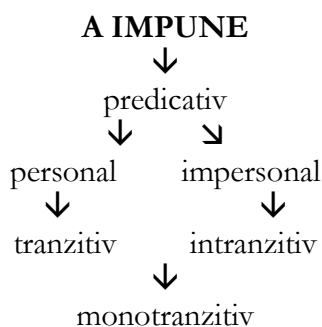 A IMPUNE
predicativ
personal impersonal
tranzitiv intranzitiv
monotranzitiv